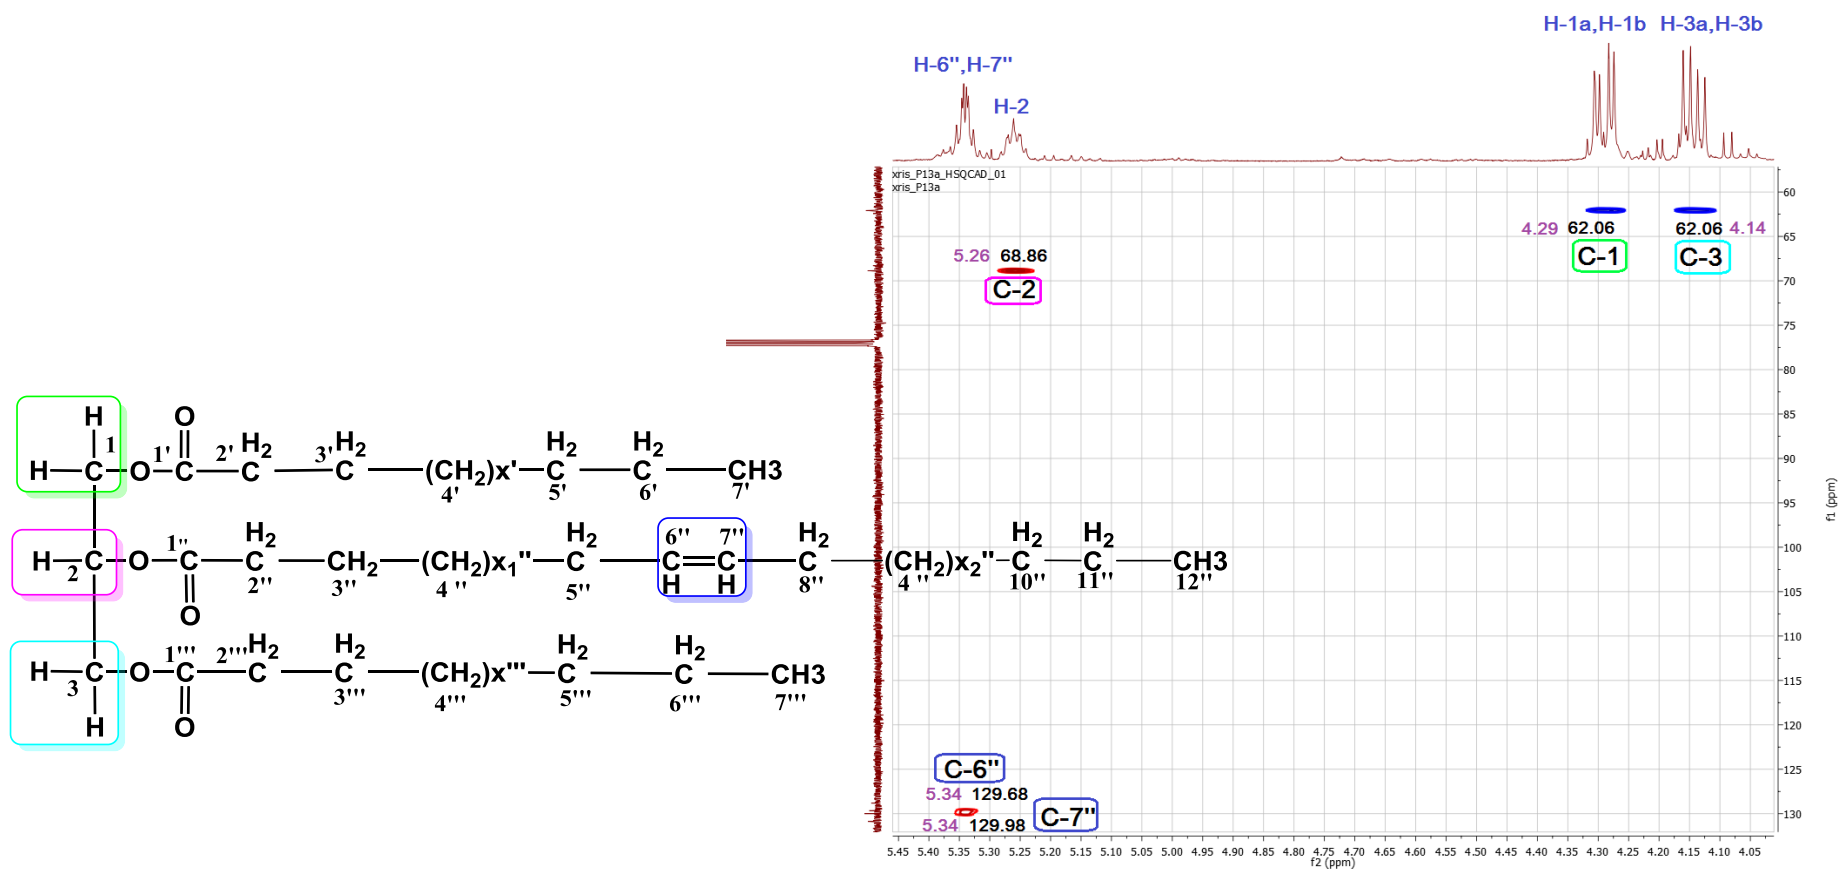 H-1a,H-1b H-3a,H-3b
H-6",H-7"
H-2
xris_P13a_HSQCAD_01
xris_P13a
4.29 62.06 62.06 4.14
C-1 C-3
5.26 68.86
C-2
60
65
70
75
80
85
90
95
100
105
110
115
120
125
130
f1 (ppm)
H O
1 1' 2' H2 3' H2 H2 H2
H C O C C C (CH2)x' C C CH3
4' 5' 6' 7'
1'' H2 H2 6'' 7'' H2 H2 H2
H 2 C O C C CH2 (CH2)x1" C C C C (CH2)x2" C C CH3
O 2'' 3'' 4'' 5'' H H 8'' 4'' 10'' 11'' 12''
1''' 2''' H2 H2 H2 H2
H 3 C O C C C (CH2)x''' C C CH3
H O 3''' 4''' 5''' 6''' 7'''
C-6"
5.34 129.68
C-7"
5.34 129.98
5.45 5.40 5.35 5.30 5.25 5.20 5.15 5.10 5.05 5.00 4.95 4.90 4.85 4.80 4.75 4.70 4.65 4.60 4.55 4.50 4.45 4.40 4.35 4.30 4.25 4.20 4.15 4.10 4.05
f2 (ppm)